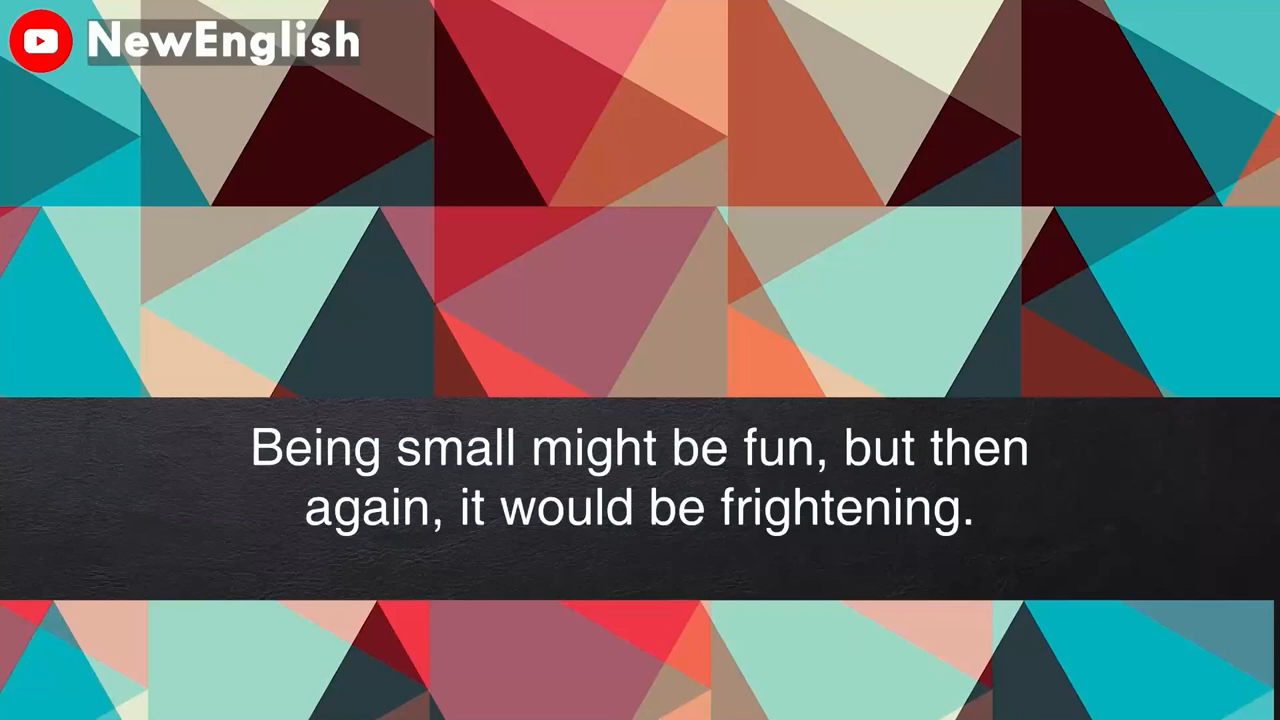 NewEnglish
Being small might be fun, but then
again, it would be frightening.